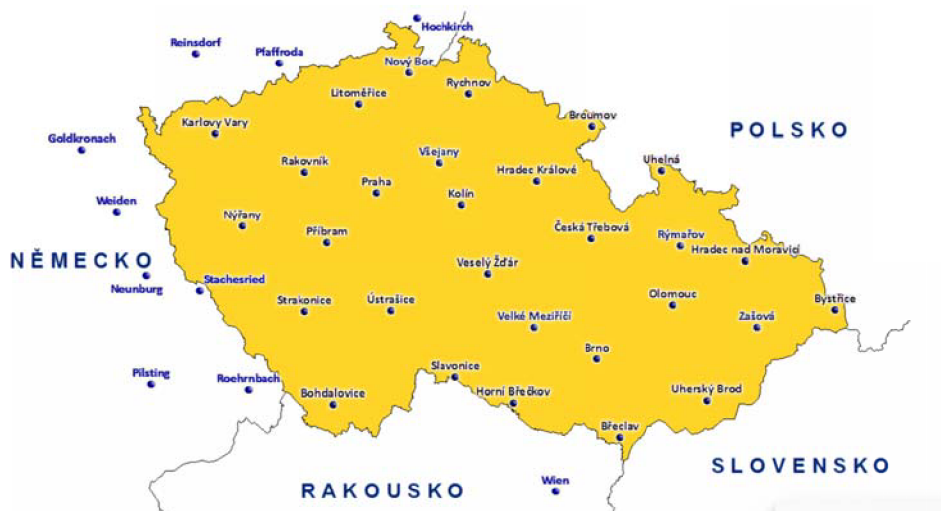 Hochkirch
Reinsdorf
Pfaffroda
Nový Bor
Rychnov
Litoměřice
Karlovy Vary
Broumov
POLSKO
Goldkronach
Všejany
Rakovník
Uhelná
Hradec Králové
Praha
Kolín
Weiden
Nýřany
Česká Třebová
Příbram
Rýmařov
Hradec nad Moravicí
NĚMECKO
Veselý Žďár
Stachesried
Neunburg
Strakonice
Ústrašice
Olomouc
Bystřice
Velké Meziříčí
Zašová
Brno
Slavonice
Pilsting
Roehrnbach
Bohdalovice
Horní Břečkov
Uherský Brod
Břeclav
SLOVENSKO
RAKOUSKO
Wien